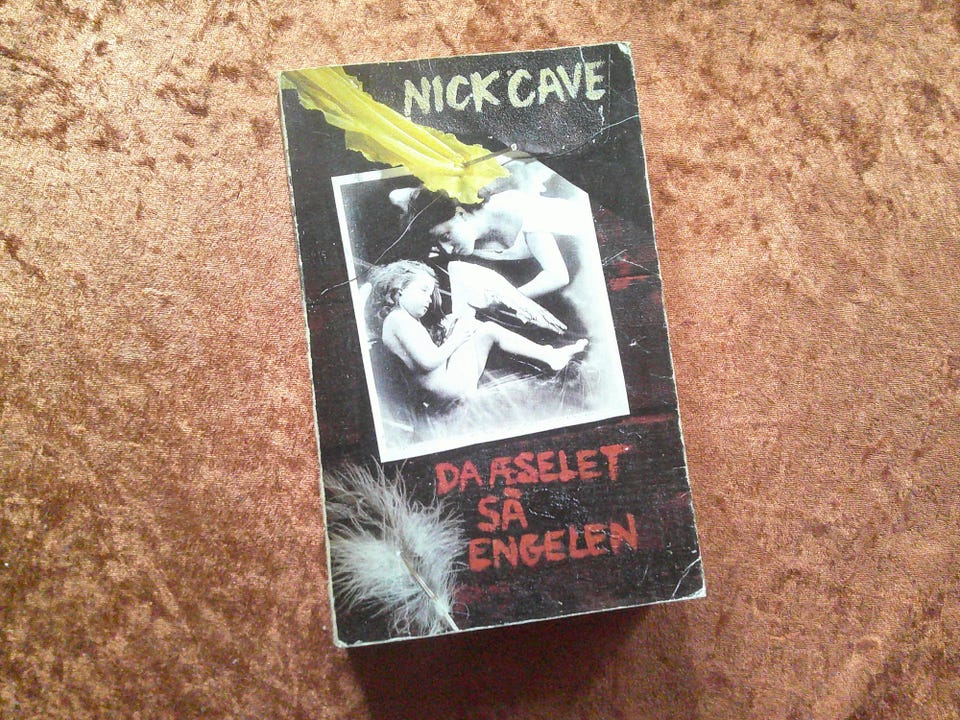 NICK CAVE
DA ÆSELET
SÅ
ENGELEN